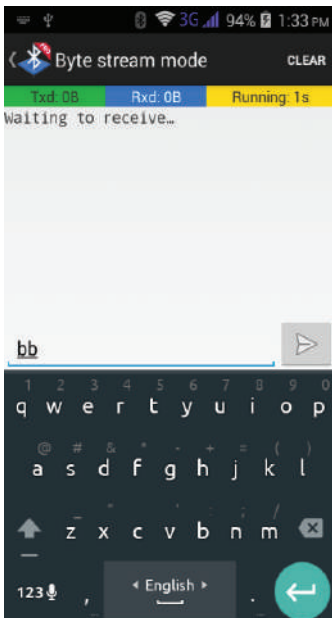 3G 94% 1:33 PM
Byte stream mode CLEAR
Txd: 0B Rxd: 0B Running: 1s
Waiting to receive…
bb
1 2 3 4 5 6 7 8 9 0
q w e r t y u i o p
@ # & * - + = ( )
a s d f g h j k l
_ " ' : ; /
z x c v b n m
123 , English .